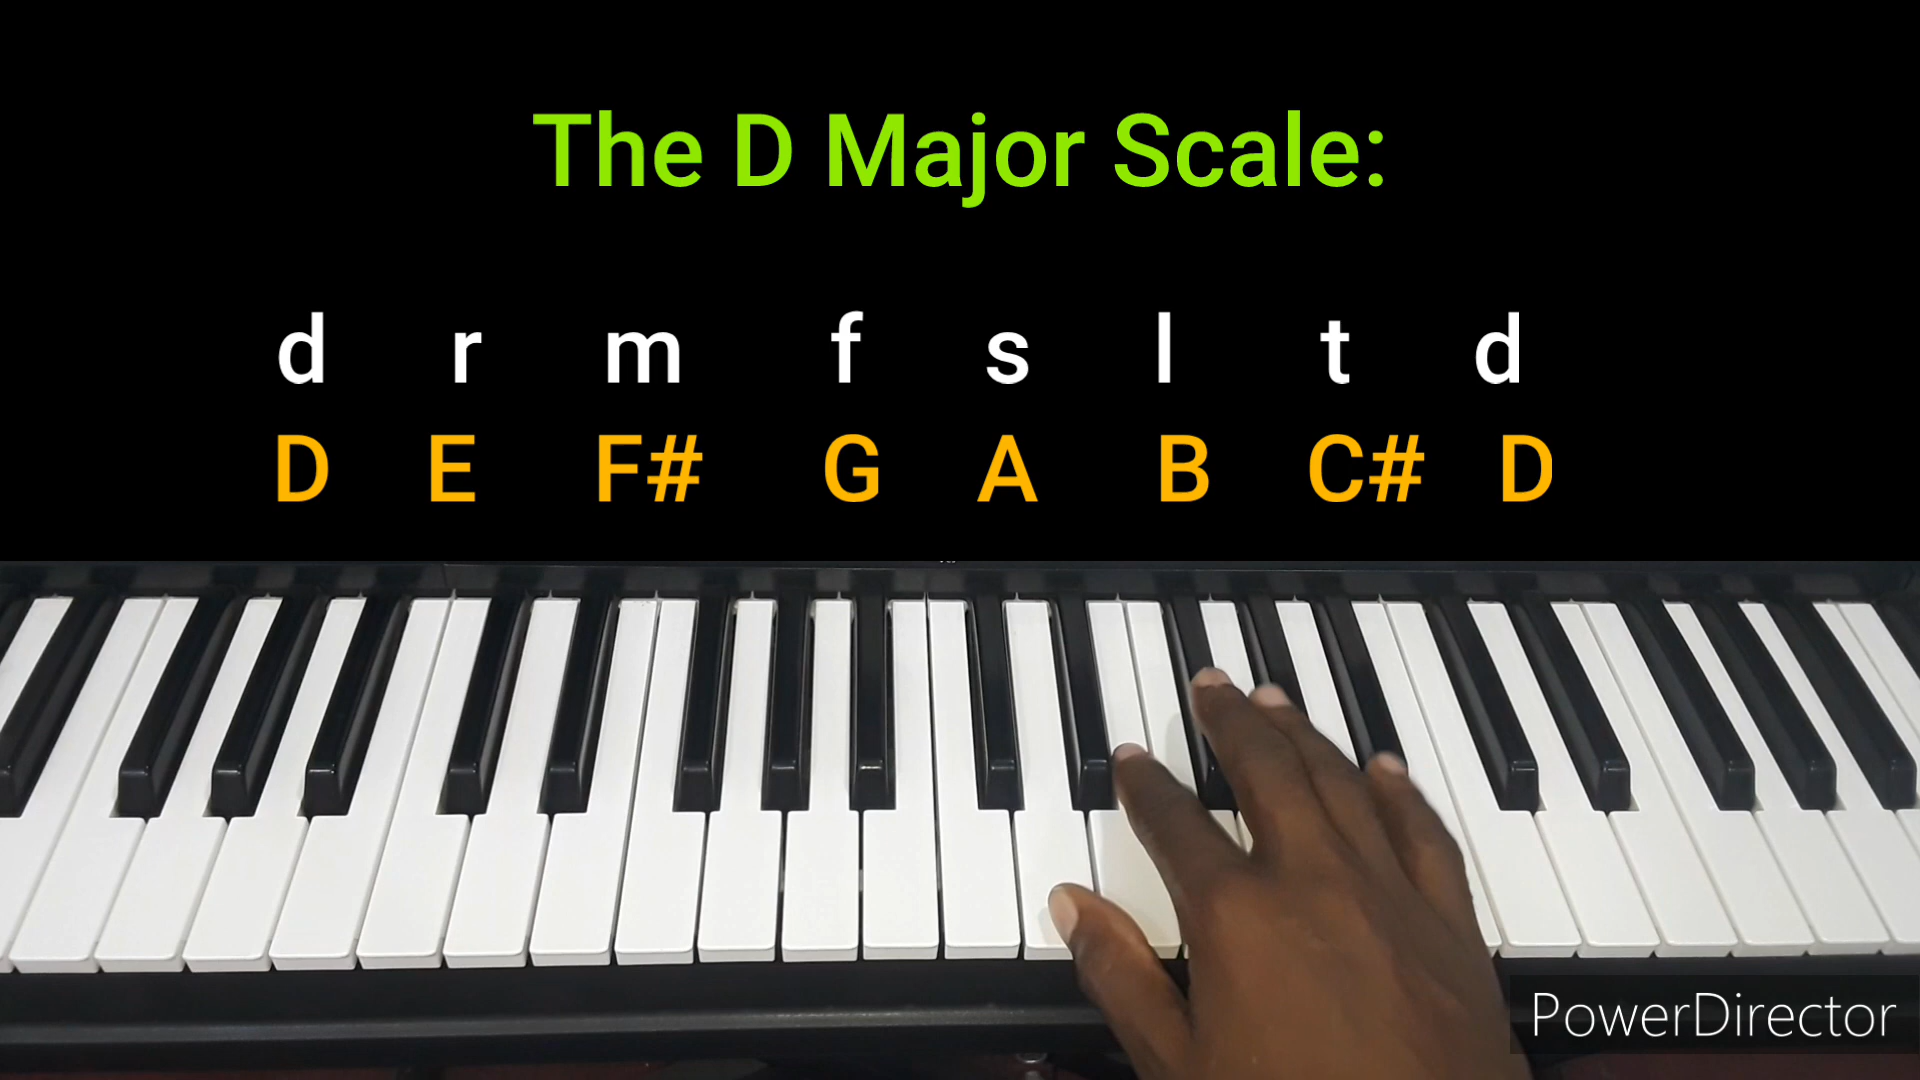 The D Major Scale:
d r m f s l t d
D E F# G A B C# D
PowerDirector